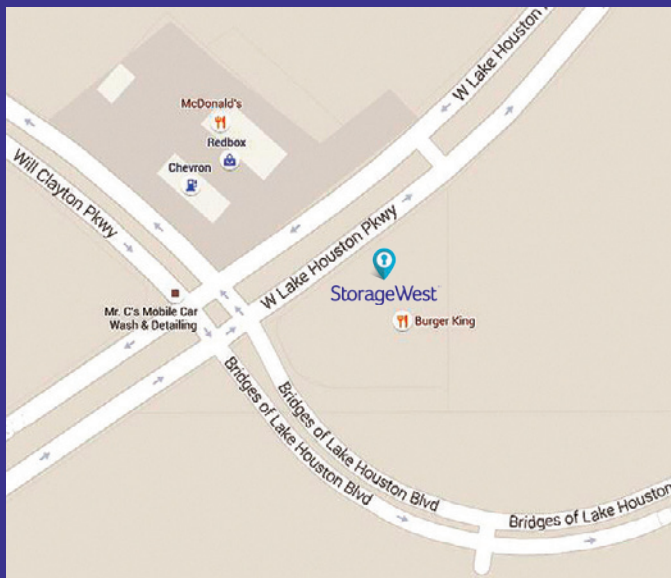 W Lake Houston
McDonald's
Redbox
Chevron
Will Clayton Pkwy
W Lake Houston Pkwy
StorageWest
Burger King
Mr. C's Mobile Car
Wash & Detailing
Bridges of Lake Houston Blvd
Bridges of Lake Houston Blvd
Bridges of Lake Houston